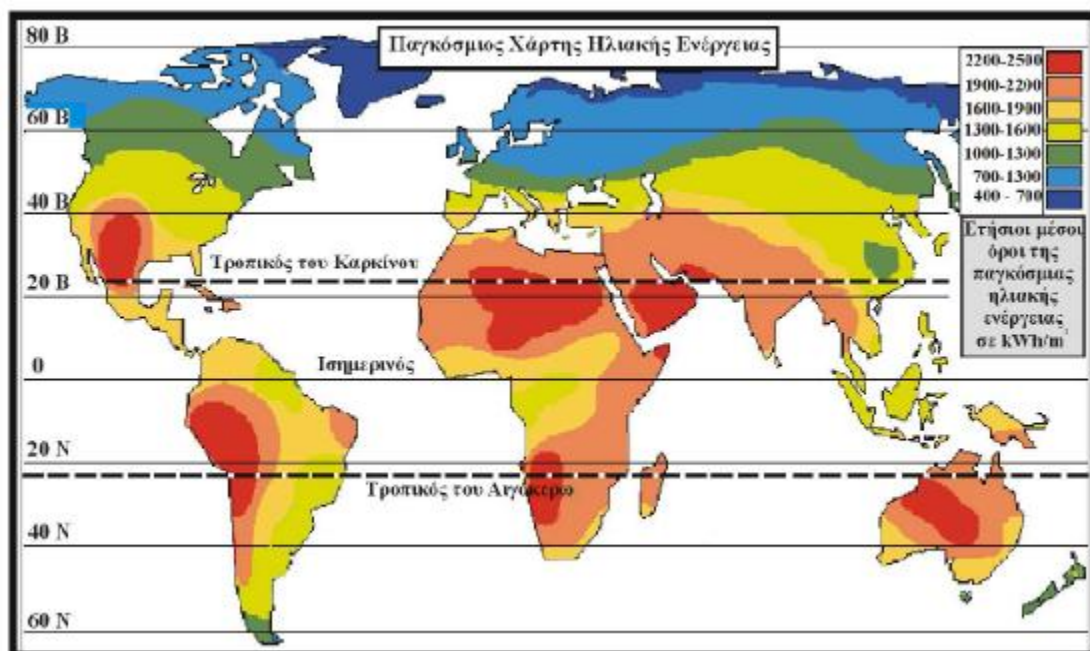 80 Β
Παγκόσμιος Χάρτης Ηλιακής Ενέργειας
2200-2500
1900-2200
1600-1900
1300-1600
1000-1300
700-1300
400 - 700
60 Β
40 Β
Ετήσιοι μέσοι
όροι της
παγκόσμιας
ηλιακής
ενέργειας
σε kWh/m
Τροπικός του Καρκίνου
20 Β
Ισημερινός
0
20 Ν
Τροπικός του Αιγόκερω
40 Ν
60 Ν